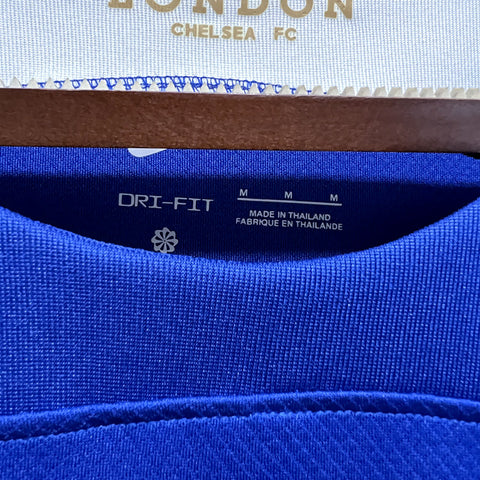 LONDON
CHELSEA FC
DRI-FIT
M M M
MADE IN THAILAND
FABRIQUE EN THAILANDE